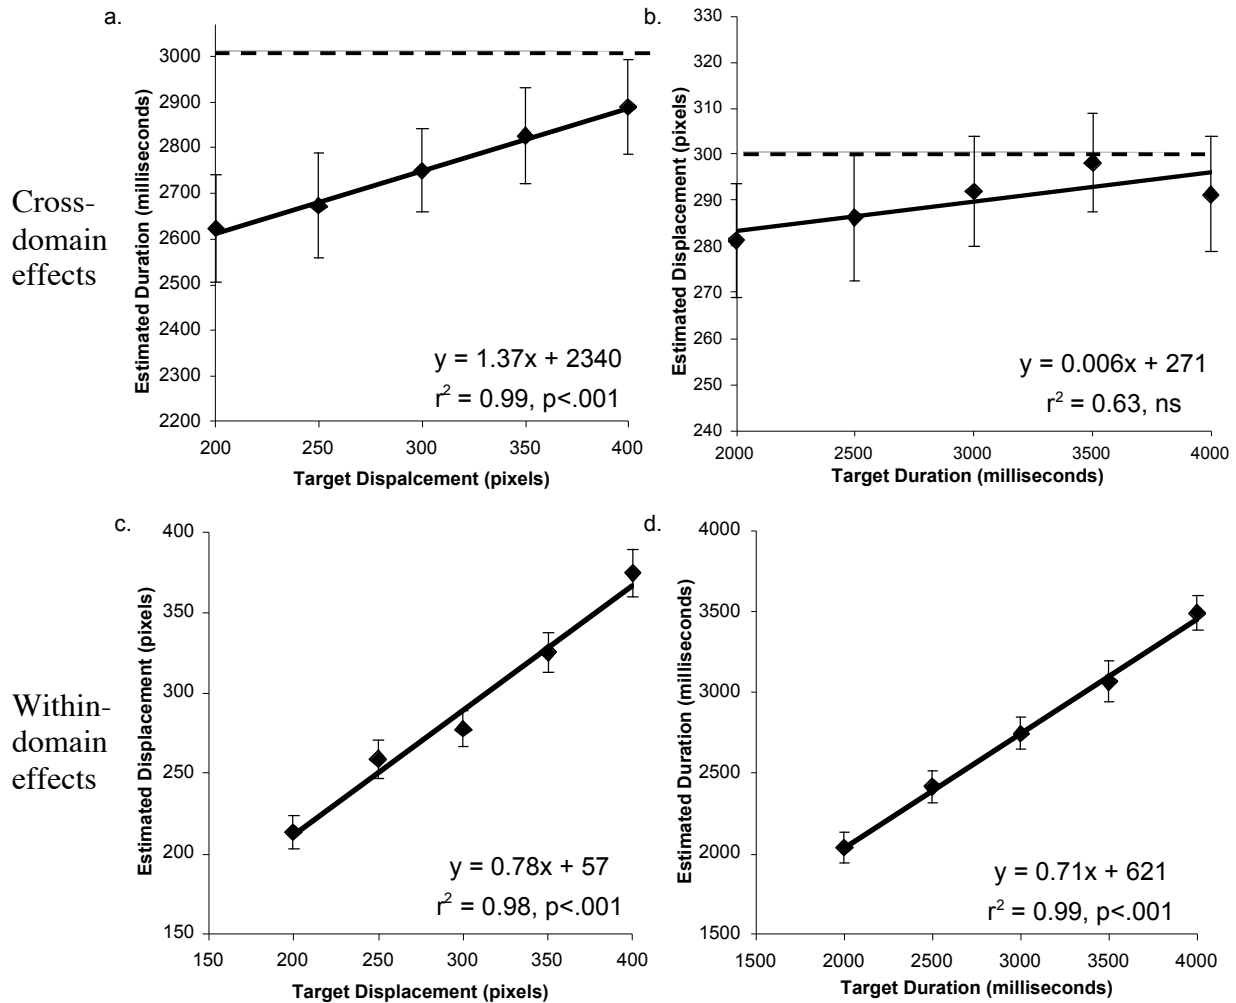 a.
3000
2900
2800
2700
2600
2500
2400
2300
2200
Estimated Duration (milliseconds)
y = 1.37x + 2340
r² = 0.99, p<.001
200 250 300 350 400
Target Dispalcement (pixels)
b.
330
320
310
300
290
280
270
260
250
240
Estimated Displacement (pixels)
y = 0.006x + 271
r² = 0.63, ns
2000 2500 3000 3500 4000
Target Duration (milliseconds)
Cross-
domain
effects
c.
400
350
300
250
200
150
Estimated Displacement (pixels)
y = 0.78x + 57
r² = 0.98, p<.001
150 200 250 300 350 400
Target Displacement (pixels)
d.
4000
3500
3000
2500
2000
1500
Estimated Duration (milliseconds)
y = 0.71x + 621
r² = 0.99, p<.001
1500 2000 2500 3000 3500 4000
Target Duration (milliseconds)
Within-
domain
effects